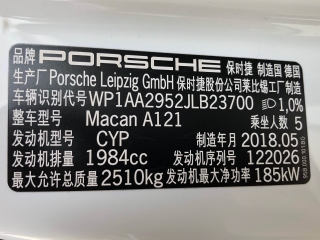 品牌 PORSCHE 保时捷 制造国 德国
生产厂 Porsche Leipzig GmbH 保时捷股份公司莱比锡工厂制造
车辆识别代号 WP1AA2952JLB23700 1,0%
整车型号 Macan A121 乘坐人数 5
发动机型号 CYP 制造年月 2018.05
发动机排量 1984cc 发动机号 122026
最大允许总质量 2510kg 发动机最大净功率 185kW